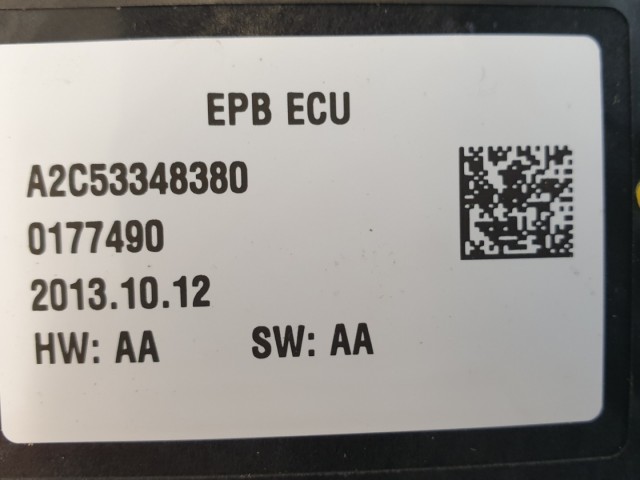 EPB ECU
A2C53348380
0177490
2013.10.12
HW: AA SW: AA